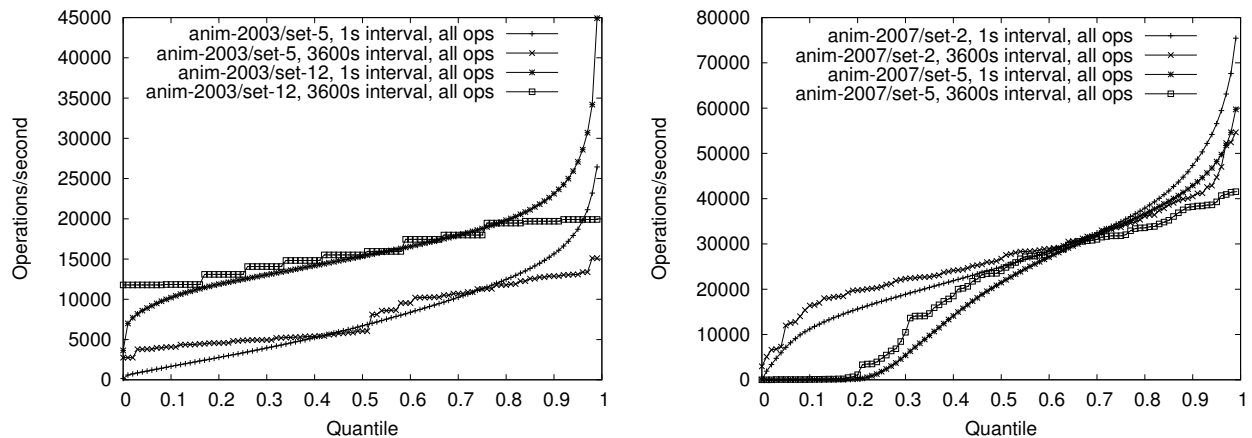 45000
40000
35000
30000
25000
20000
15000
10000
5000
0
Operations/second
anim-2003/set-5, 1s interval, all ops
anim-2003/set-5, 3600s interval, all ops
anim-2003/set-12, 1s interval, all ops
anim-2003/set-12, 3600s interval, all ops
0 0.1 0.2 0.3 0.4 0.5 0.6 0.7 0.8 0.9 1
Quantile
80000
70000
60000
50000
40000
30000
20000
10000
0
Operations/second
anim-2007/set-2, 1s interval, all ops
anim-2007/set-2, 3600s interval, all ops
anim-2007/set-5, 1s interval, all ops
anim-2007/set-5, 3600s interval, all ops
0 0.1 0.2 0.3 0.4 0.5 0.6 0.7 0.8 0.9 1
Quantile